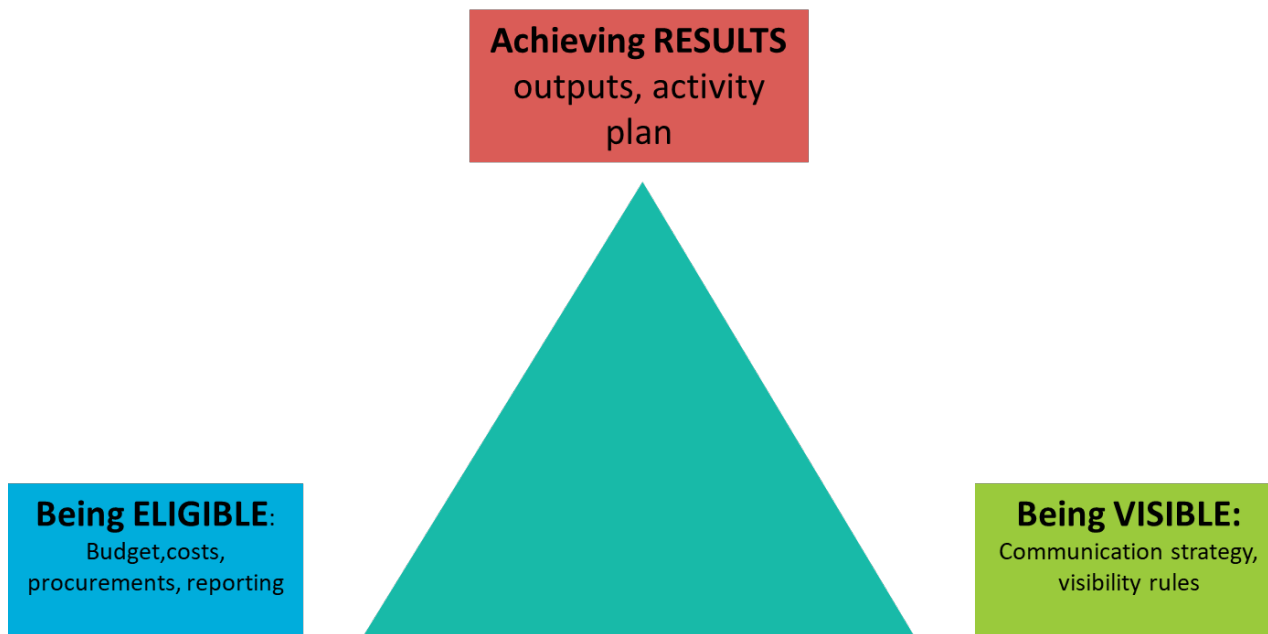 Achieving RESULTS
outputs, activity
plan
Being ELIGIBLE:
Budget,costs,
procurements, reporting
Being VISIBLE:
Communication strategy,
visibility rules